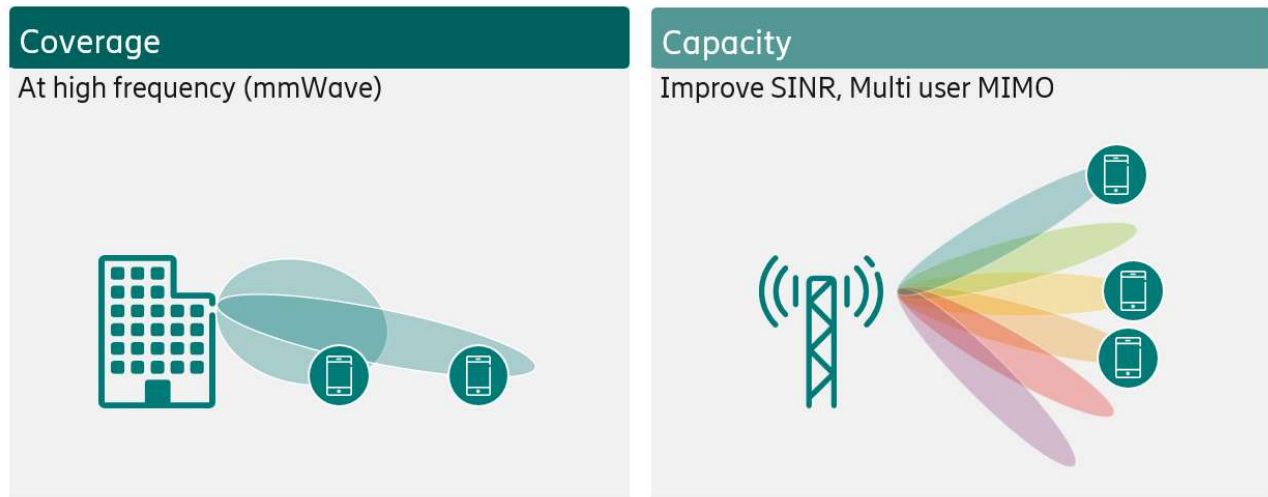 Coverage
At high frequency (mmWave)
Capacity
Improve SINR, Multi user MIMO